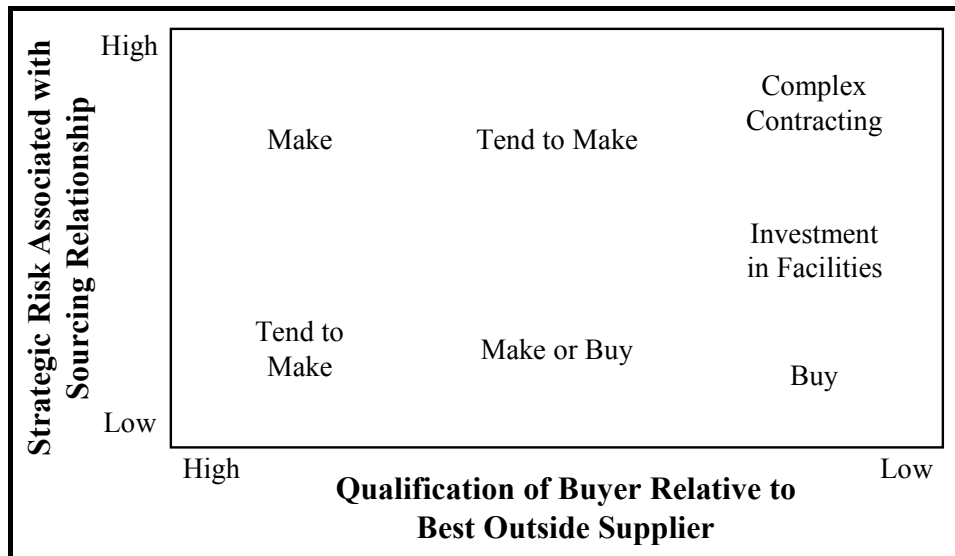 Strategic Risk Associated with
Sourcing Relationship
High
Complex
Contracting
Make
Tend to Make
Investment
in Facilities
Tend to
Make
Make or Buy
Buy
Low
High
Low
Qualification of Buyer Relative to
Best Outside Supplier